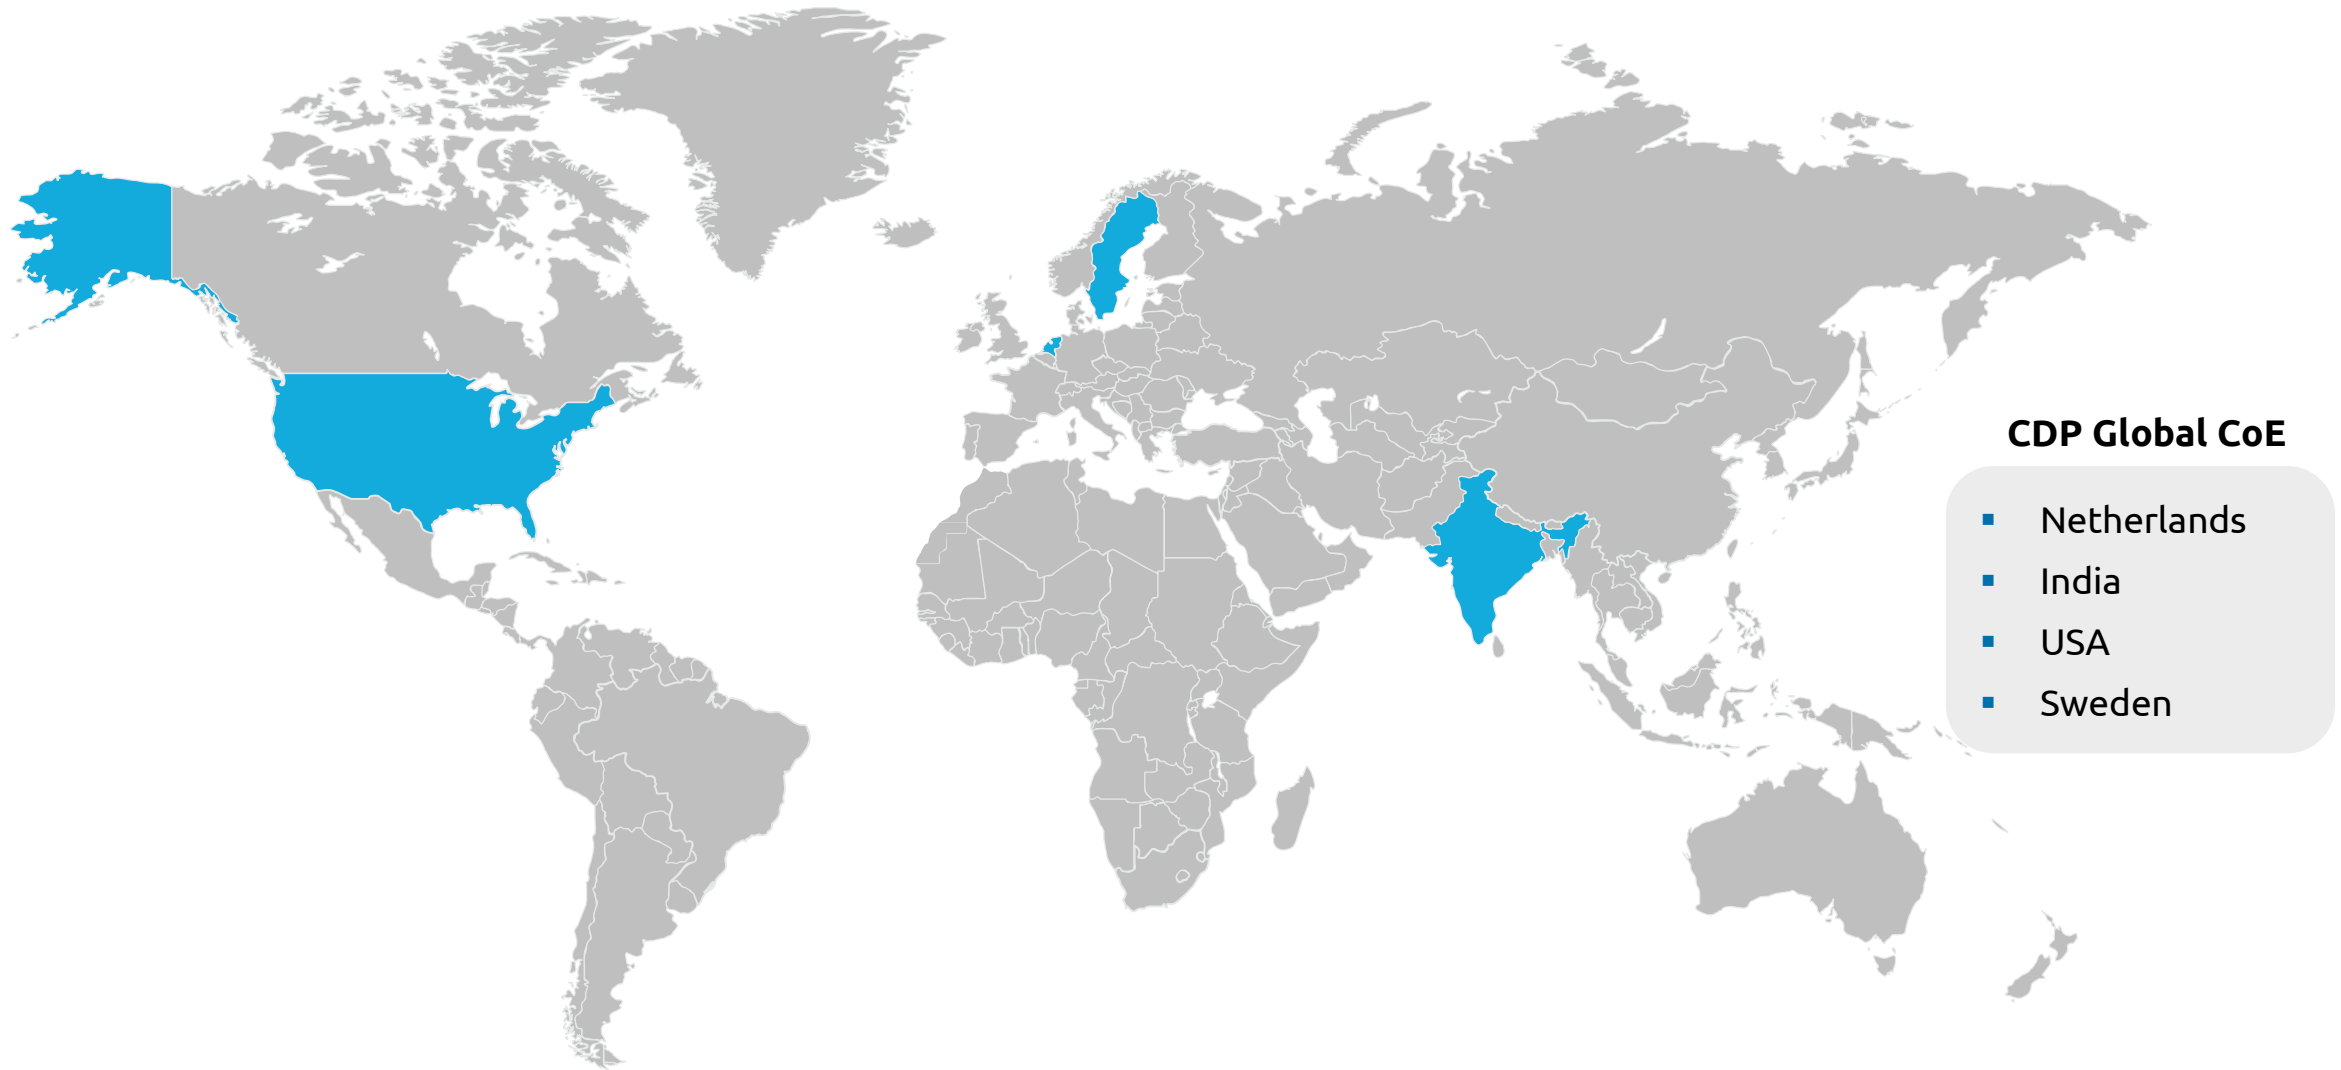 CDP Global CoE
▪ Netherlands
▪ India
▪ USA
▪ Sweden